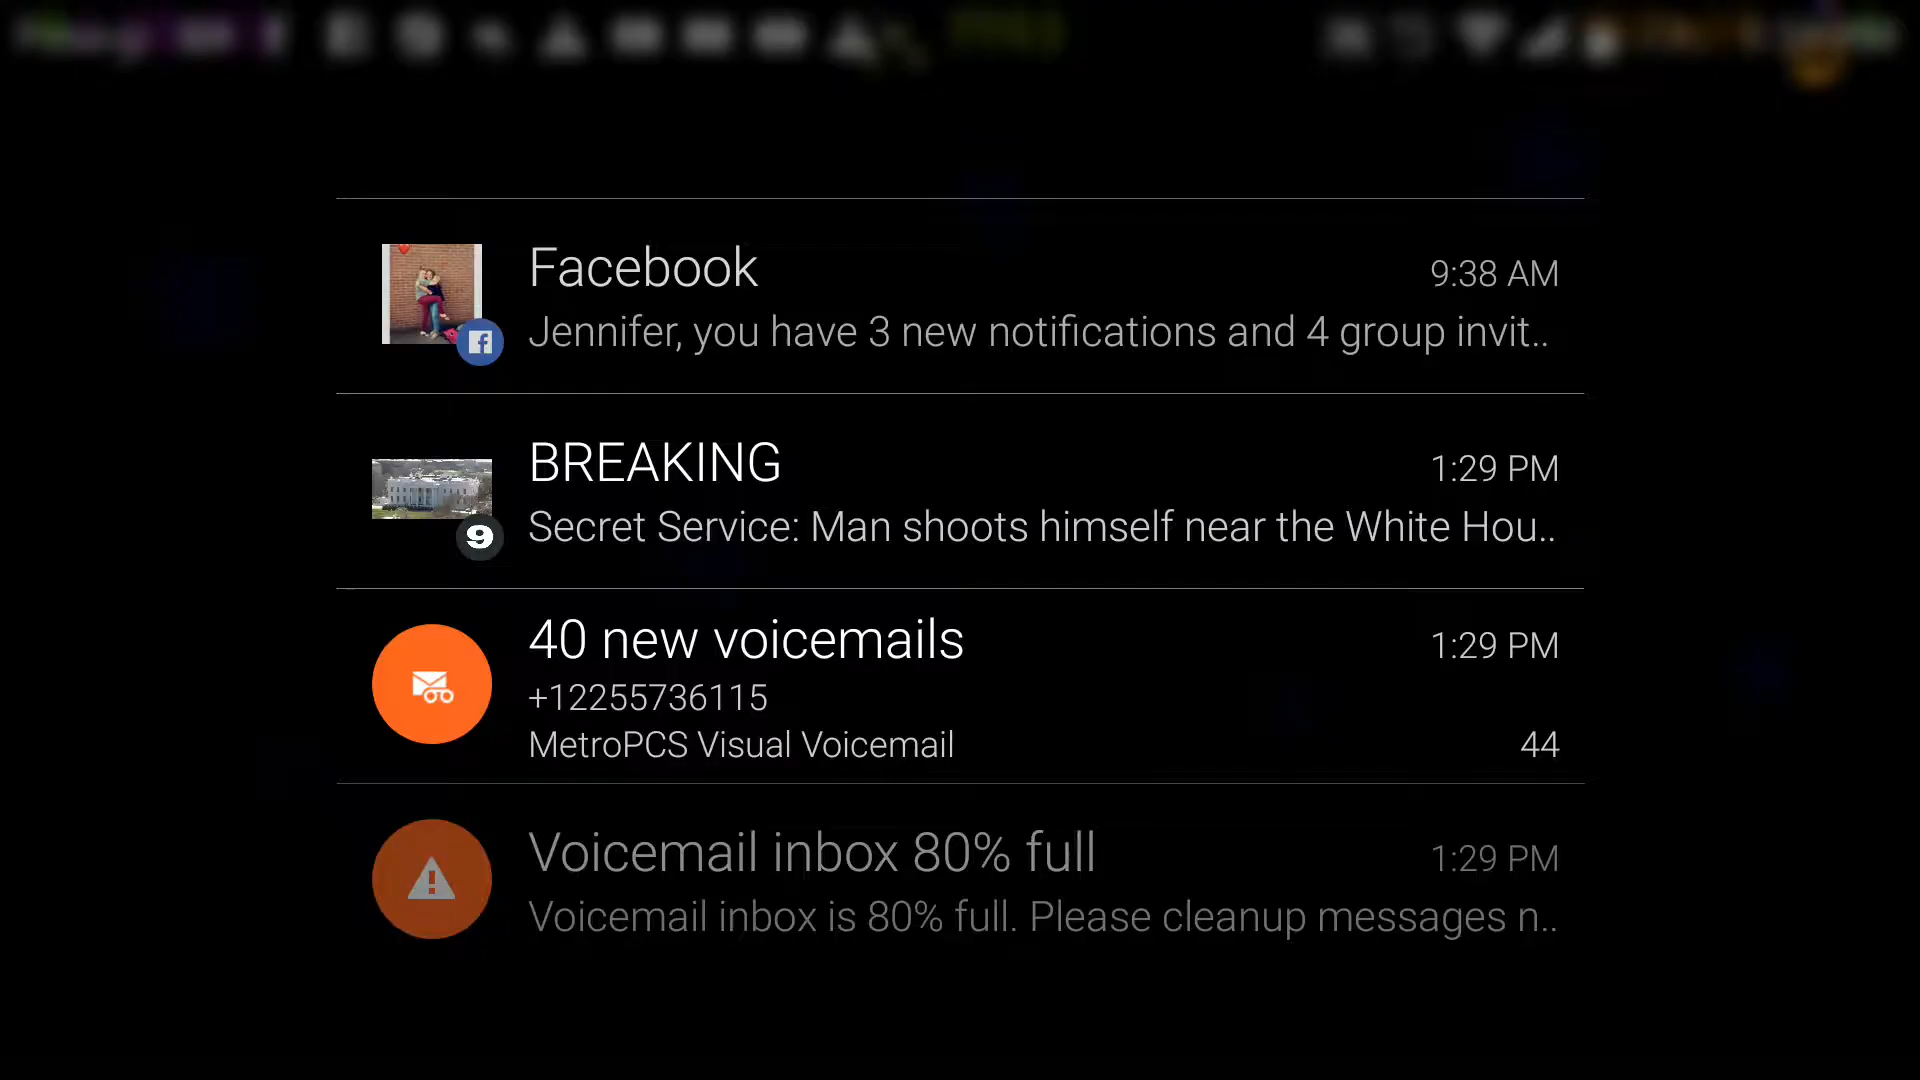 Facebook
9:38 AM
Jennifer, you have 3 new notifications and 4 group invit..
BREAKING
1:29 PM
9
Secret Service: Man shoots himself near the White Hou..
40 new voicemails
1:29 PM
+12255736115
MetroPCS Visual Voicemail
44
Voicemail inbox 80% full
1:29 PM
Voicemail inbox is 80% full. Please cleanup messages n..